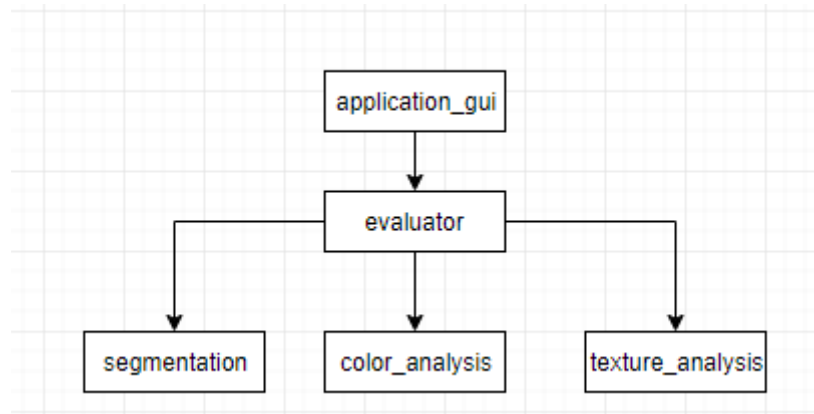 application_gui
evaluator
segmentation
color_analysis
texture_analysis